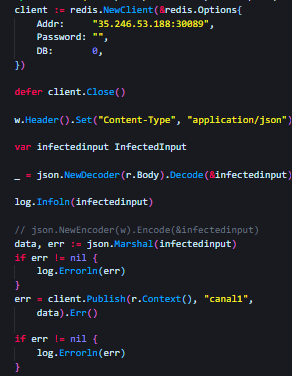 client := redis.NewClient(&redis.Options{
    Addr:     "35.246.53.188:30089",
    Password: "",
    DB:       0,
})
defer client.Close()
w.Header().Set("Content-Type", "application/json")
var infectedinput InfectedInput
_ = json.NewDecoder(r.Body).Decode(&infectedinput)
log.Infoln(infectedinput)
// json.NewEncoder(w).Encode(&infectedinput)
data, err := json.Marshal(infectedinput)
if err != nil {
    log.Errorln(err)
}
err = client.Publish(r.Context(), "canal1",
    data).Err()
if err != nil {
    log.Errorln(err)
}